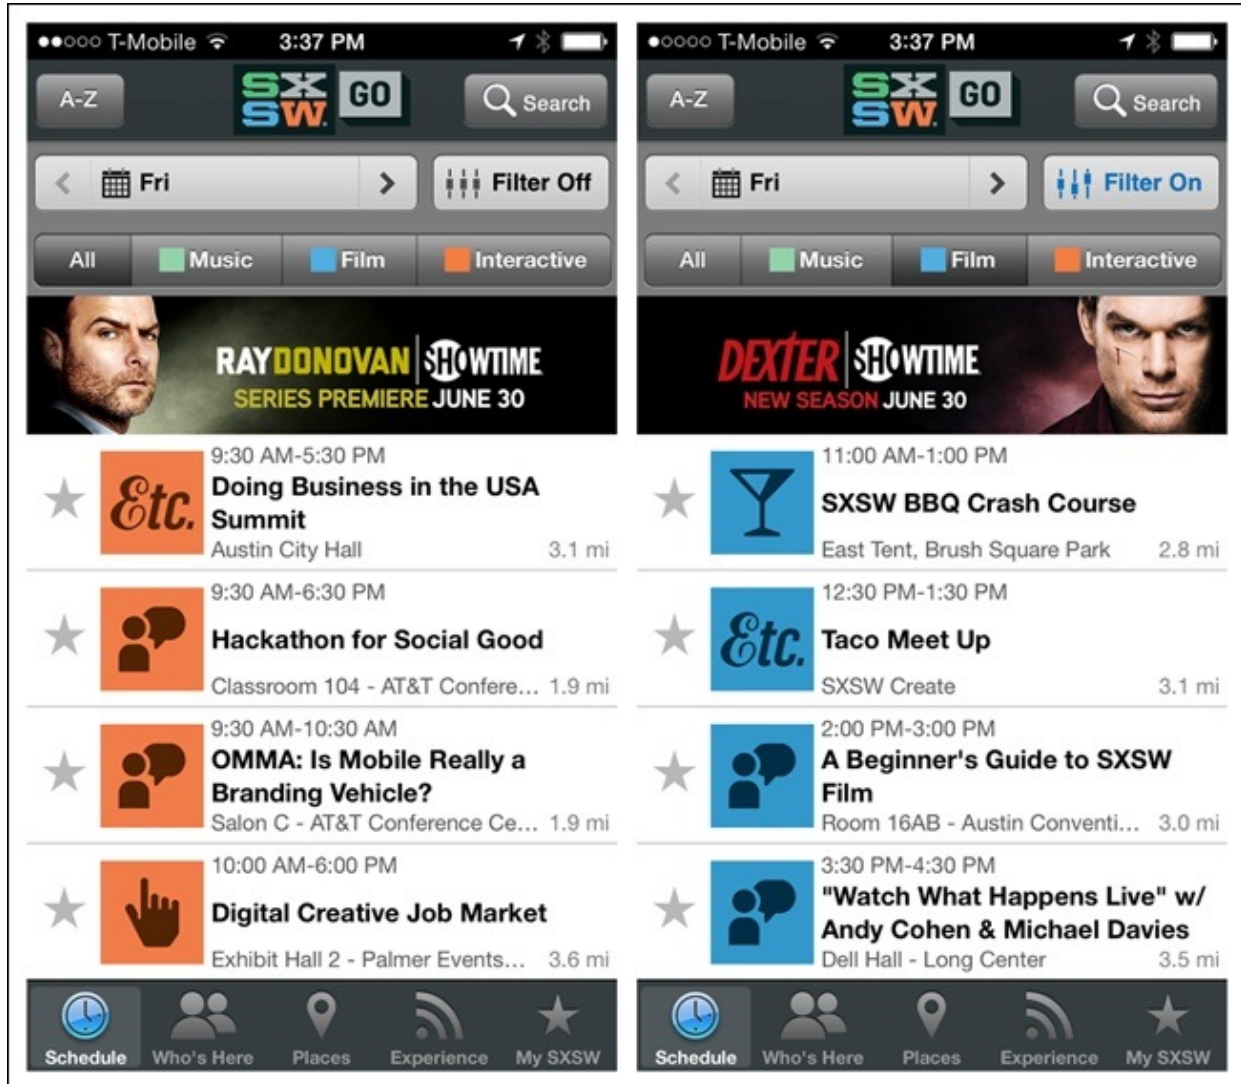 T-Mobile 3:37 PM
A-Z SXSW GO Search
Fri Filter Off
All Music Film Interactive
RAY DONOVAN SHOWTIME
SERIES PREMIERE JUNE 30
9:30 AM-5:30 PM
Etc. Doing Business in the USA
Summit
Austin City Hall 3.1 mi
9:30 AM-6:30 PM
Hackathon for Social Good
Classroom 104 - AT&T Confere... 1.9 mi
9:30 AM-10:30 AM
OMMA: Is Mobile Really a
Branding Vehicle?
Salon C - AT&T Conference Ce... 1.9 mi
10:00 AM-6:00 PM
Digital Creative Job Market
Exhibit Hall 2 - Palmer Events... 3.6 mi
Schedule Who's Here Places Experience My SXSW
T-Mobile 3:37 PM
A-Z SXSW GO Search
Fri Filter On
All Music Film Interactive
DEXTER SHOWTIME
NEW SEASON JUNE 30
11:00 AM-1:00 PM
SXSW BBQ Crash Course
East Tent, Brush Square Park 2.8 mi
12:30 PM-1:30 PM
Etc. Taco Meet Up
SXSW Create 3.1 mi
2:00 PM-3:00 PM
A Beginner's Guide to SXSW
Film
Room 16AB - Austin Conventi... 3.0 mi
3:30 PM-4:30 PM
"Watch What Happens Live" w/
Andy Cohen & Michael Davies
Dell Hall - Long Center 3.5 mi
Schedule Who's Here Places Experience My SXSW